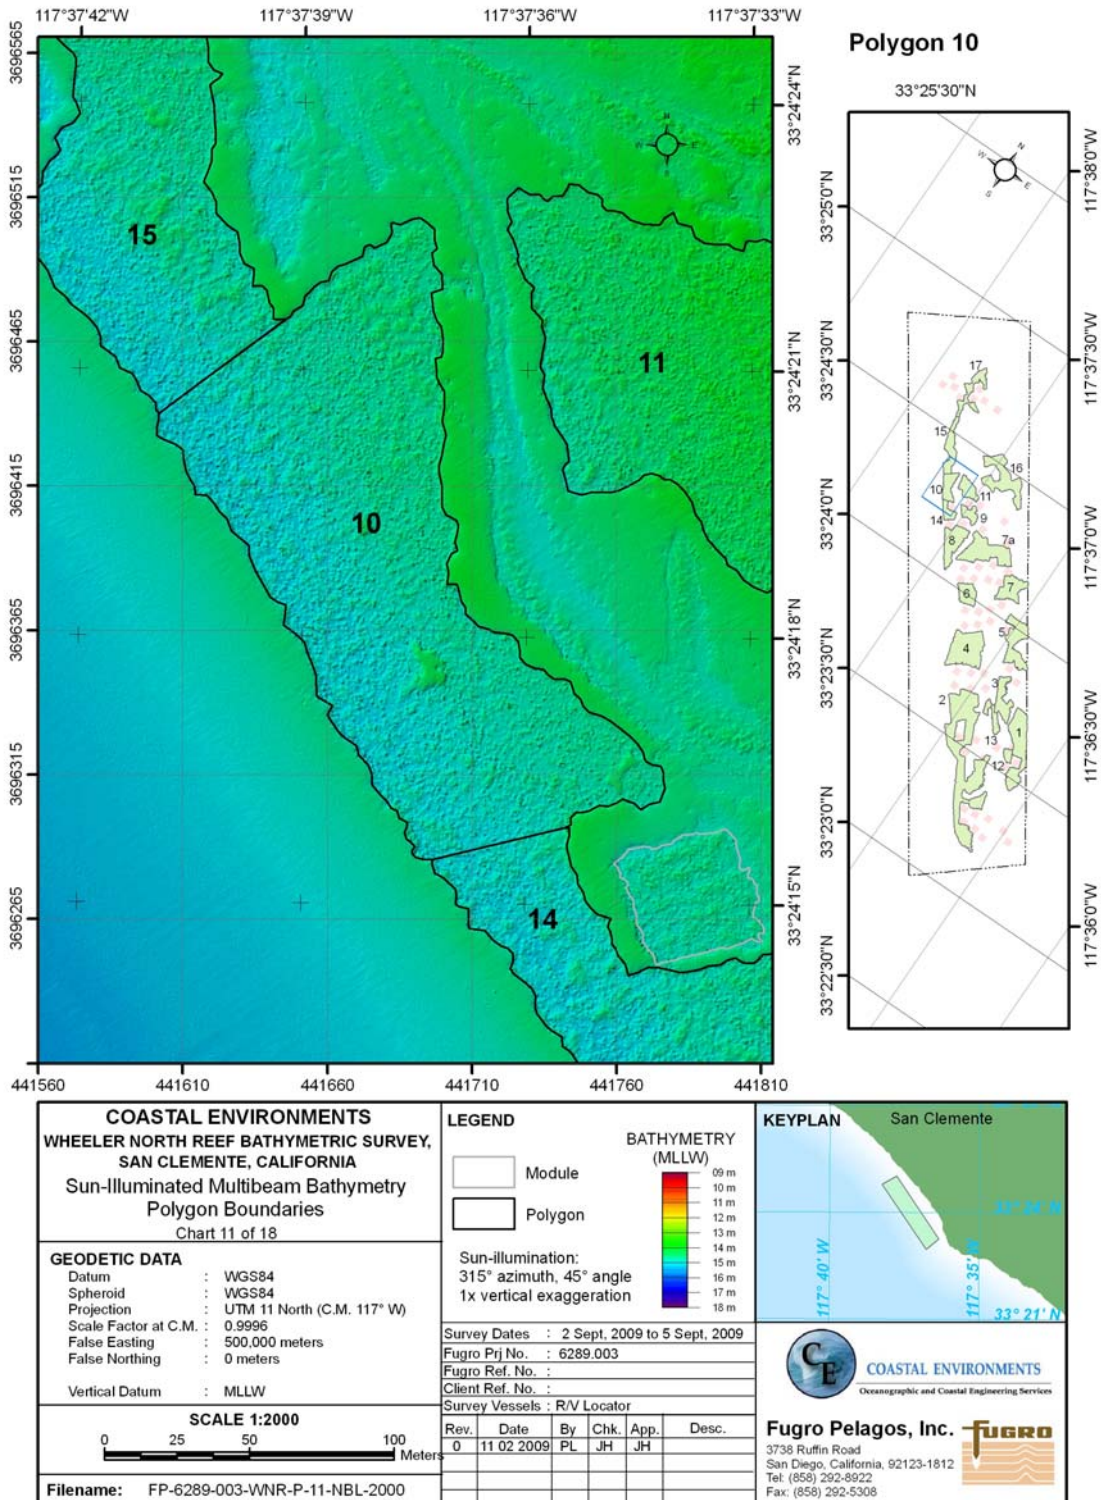 117°37'42"W
117°37'39"W
117°37'36"W
117°37'33"W
3696565
3696515
3696465
3696415
3696365
3696315
3696265
33°24'24"N
33°24'21"N
33°24'18"N
33°24'15"N
N
W
E
15
11
10
14
441560
441610
441660
441710
441760
441810
Polygon 10
33°25'30"N
33°25'0"N
33°24'30"N
33°24'0"N
33°23'30"N
33°23'0"N
33°22'30"N
117°38'0"W
117°37'30"W
117°37'0"W
117°36'30"W
117°36'0"W
N
W
E
S
17
15
16
10
11
14
9
8
7a
6
7
5
4
3
2
1
13
12
COASTAL ENVIRONMENTS
WHEELER NORTH REEF BATHYMETRIC SURVEY,
SAN CLEMENTE, CALIFORNIA
Sun-Illuminated Multibeam Bathymetry
Polygon Boundaries
Chart 11 of 18
GEODETIC DATA
Datum : WGS84
Spheroid : WGS84
Projection : UTM 11 North (C.M. 117° W)
Scale Factor at C.M. : 0.9996
False Easting : 500,000 meters
False Northing : 0 meters
Vertical Datum : MLLW
SCALE 1:2000
0 25 50 100
Meters
Filename: FP-6289-003-WNR-P-11-NBL-2000
LEGEND
Module
Polygon
Sun-illumination:
315° azimuth, 45° angle
1x vertical exaggeration
BATHYMETRY
(MLLW)
09 m
10 m
11 m
12 m
13 m
14 m
15 m
16 m
17 m
18 m
Survey Dates : 2 Sept, 2009 to 5 Sept, 2009
Fugro Prj No. : 6289.003
Fugro Ref. No. :
Client Ref. No. :
Survey Vessels : R/V Locator
Rev. Date By Chk. App. Desc.
0 11 02 2009 PL JH JH
KEYPLAN
San Clemente
33° 24' N
117° 40' W
117° 35' W
33° 21' N
CE
COASTAL ENVIRONMENTS
Oceanographic and Coastal Engineering Services
Fugro Pelagos, Inc.
3738 Ruffin Road
San Diego, California, 92123-1812
Tel: (858) 292-8922
Fax: (858) 292-5308
FUGRO